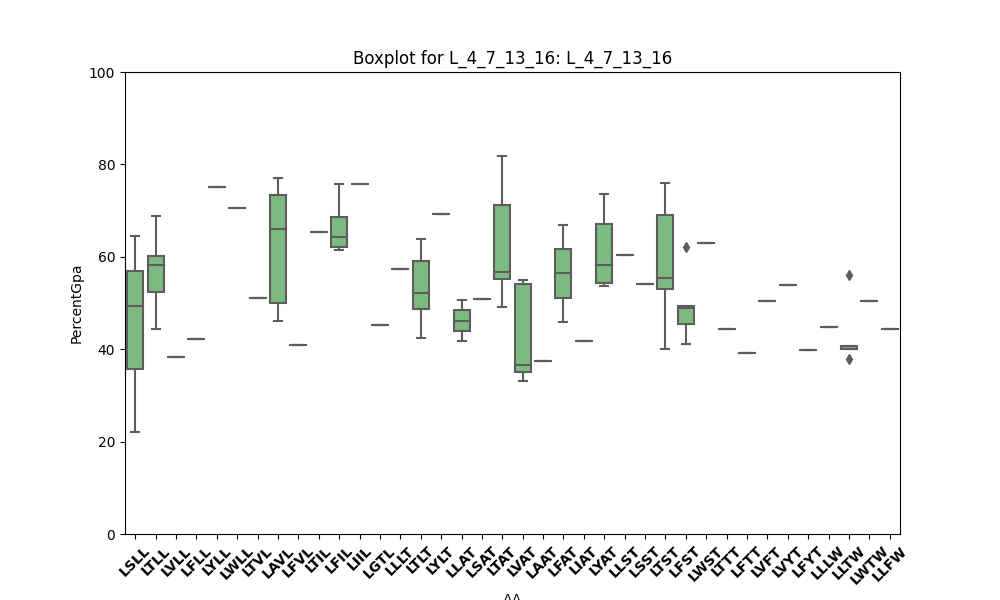 Boxplot for L_4_7_13_16: L_4_7_13_16
100
80
60
40
20
0
PercentGpa
LSLL
LTLL
LVLL
LFLL
LYLL
LWLL
LTVL
LAVL
LFVL
LTIL
LFIL
LIIL
LGTL
LLLT
LTLT
LYLT
LLAT
LSAT
LTAT
LVAT
LAAT
LFAT
LIAT
LYAT
LLST
LSST
LTST
LFST
LWST
LTTT
LFTT
LVFT
LVYT
LFYT
LLLW
LLTW
LWTW
LLFW
AA